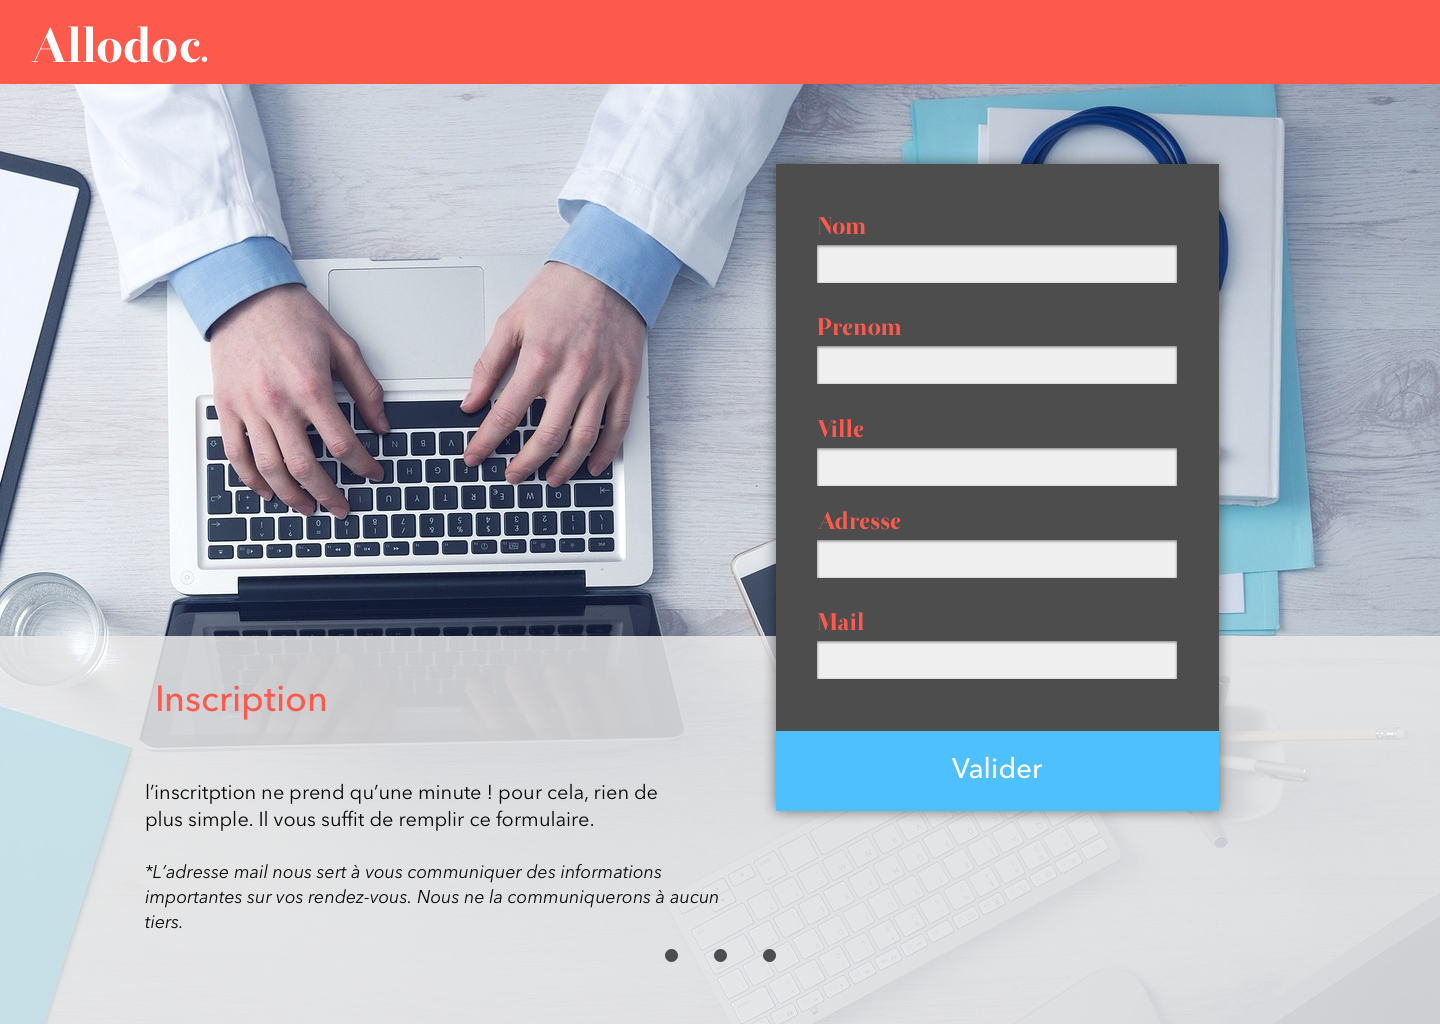 Allodoc.
Nom
Prenom
Ville
Adresse
Mail
Valider
Inscription
l’inscritption ne prend qu’une minute ! pour cela, rien de
plus simple. Il vous suffit de remplir ce formulaire.
*L’adresse mail nous sert à vous communiquer des informations
importantes sur vos rendez-vous. Nous ne la communiquerons à aucun
tiers.